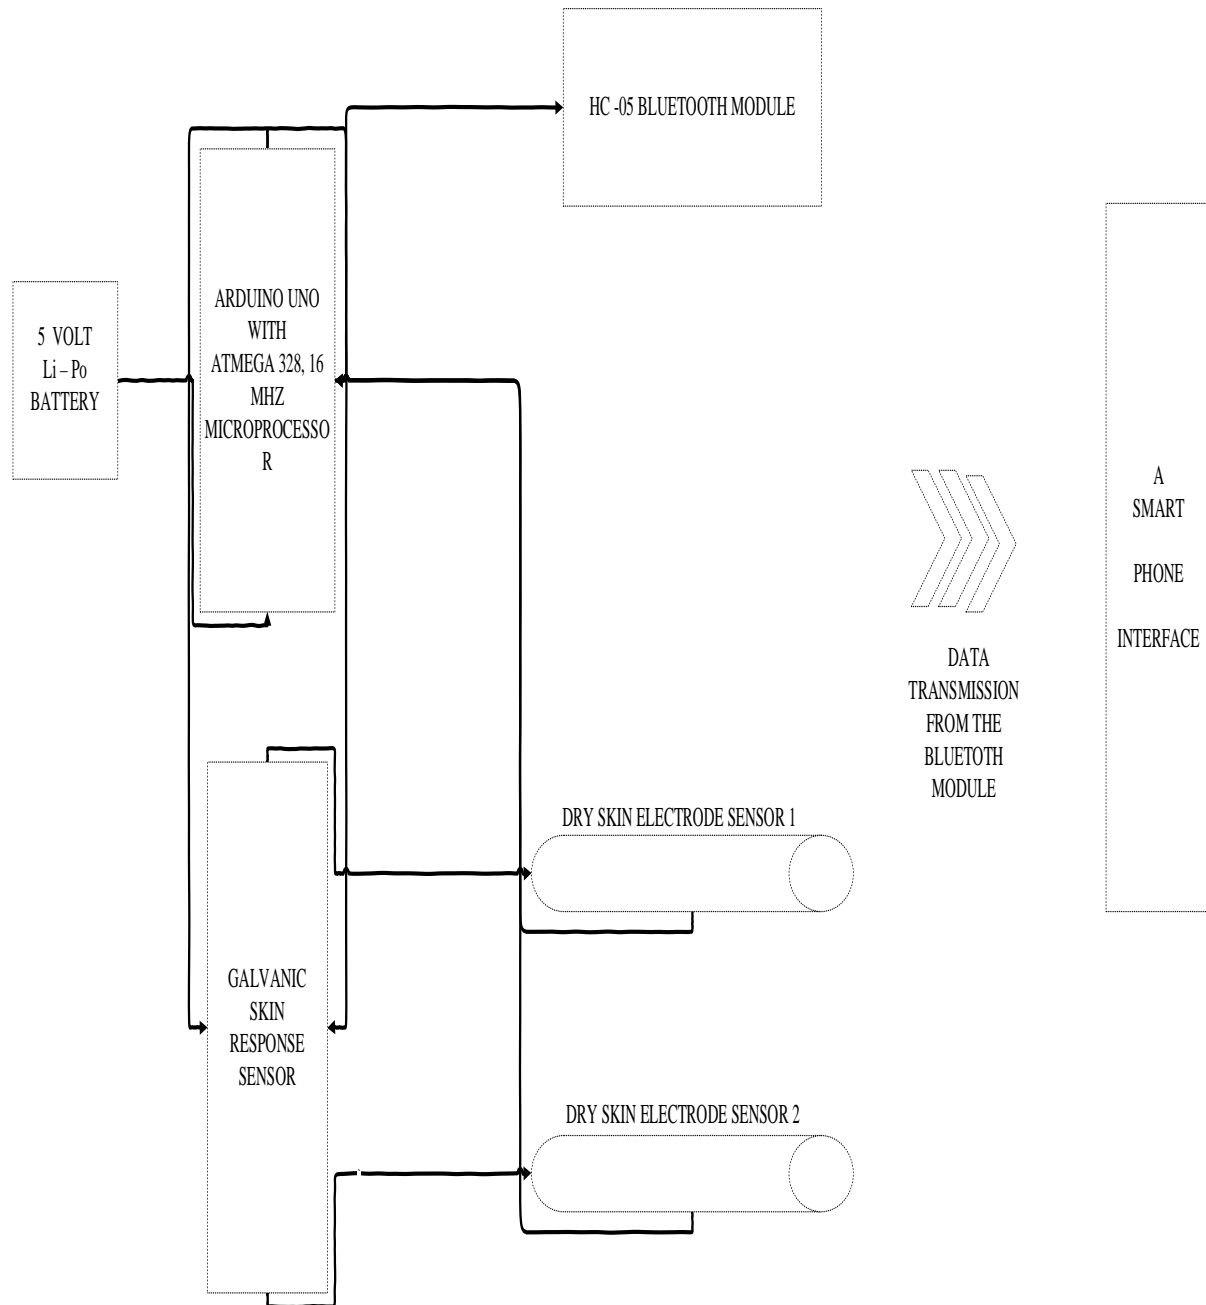 HC -05 BLUETOOTH MODULE
ARDUINO UNO
WITH
ATMEGA 328, 16
MHZ
MICROPROCESSO
R
5 VOLT
Li – Po
BATTERY
A
SMART
PHONE
INTERFACE
DATA
TRANSMISSION
FROM THE
BLUETOTH
MODULE
DRY SKIN ELECTRODE SENSOR 1
GALVANIC
SKIN
RESPONSE
SENSOR
DRY SKIN ELECTRODE SENSOR 2